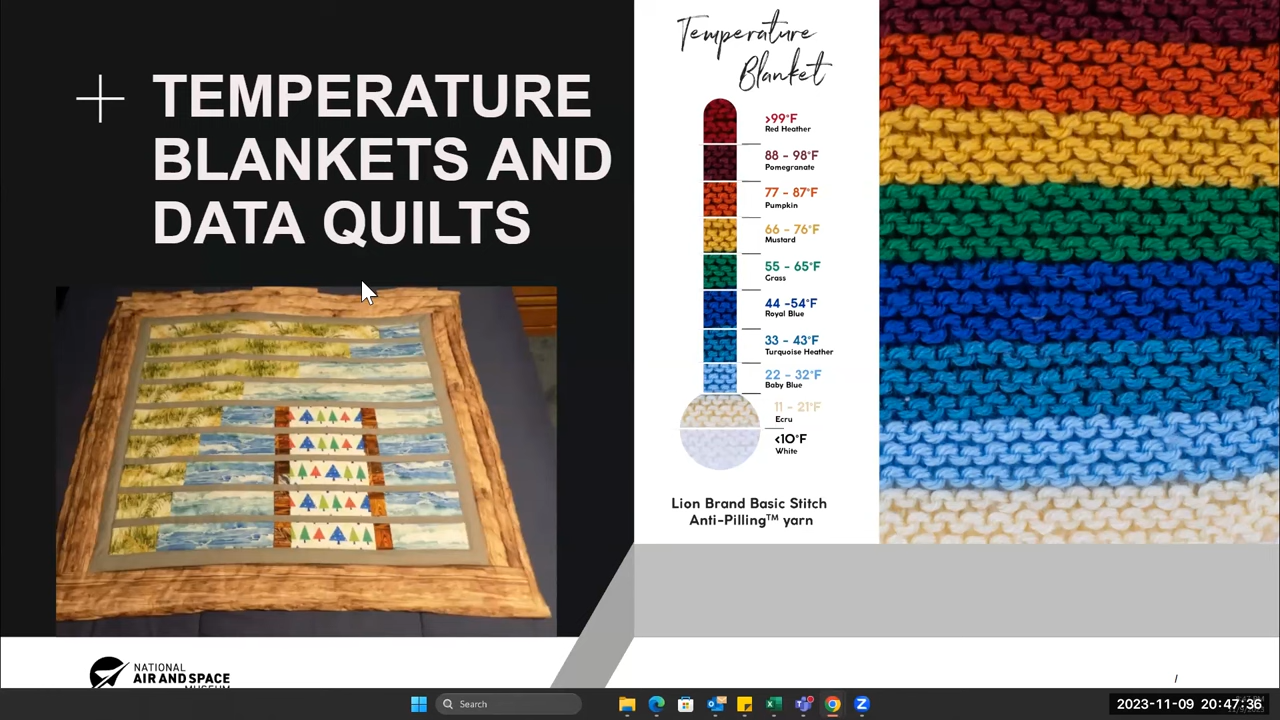 TEMPERATURE
BLANKETS AND
DATA QUILTS
Temperature
Blanket
>99°F
Red Heather
88 - 98°F
Pomegranate
77 - 87°F
Pumpkin
66 - 76°F
Mustard
55 - 65°F
Grass
44 -54°F
Royal Blue
33 - 43°F
Turquoise Heather
22 - 32°F
Baby Blue
11 - 21°F
Ecru
<10°F
White
Lion Brand Basic Stitch
Anti-Pilling™ yarn
NATIONAL
AIR AND SPACE
MUSEUM
/
Search
2023-11-09 20:47:36